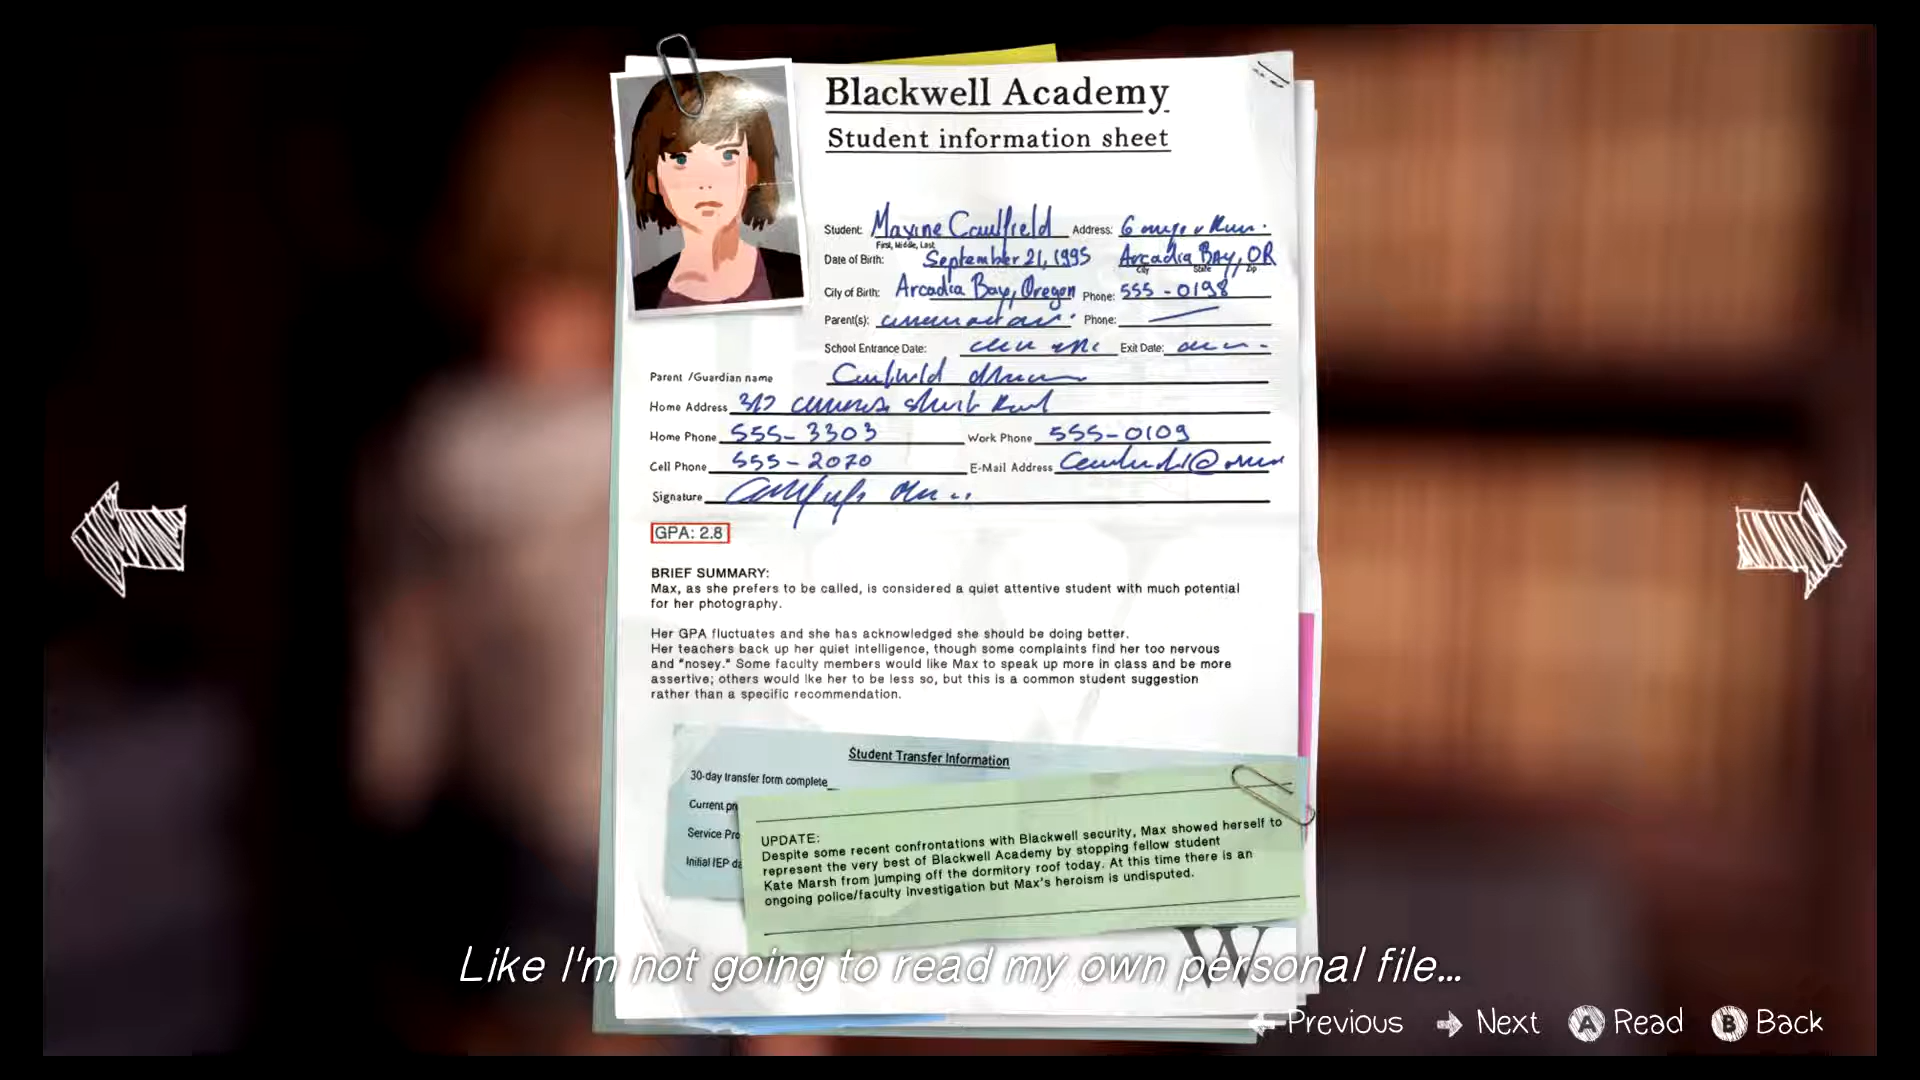 Blackwell Academy
Student information sheet
Student: Maxine Caulfield Address:
First, Middle, Last
Date of Birth: September 21, 1995 Arcadia Bay, OR
City State Zip
City of Birth: Arcadia Bay, Oregon Phone: 555-0198
Parent(s): Phone:
School Entrance Date: Exit Date:
Parent /Guardian name
Home Address
Home Phone 555-3303 Work Phone 555-0109
Cell Phone 555-2070 E-Mail Address
Signature
GPA: 2.8
BRIEF SUMMARY:
Max, as she prefers to be called, is considered a quiet attentive student with much potential
for her photography.
Her GPA fluctuates and she has acknowledged she should be doing better.
Her teachers back up her quiet intelligence, though some complaints find her too nervous
and "nosey." Some faculty members would like Max to speak up more in class and be more
assertive; others would lke her to be less so, but this is a common student suggestion
rather than a specific recommendation.
Student Transfer Information
30-day transfer form complete_
Current pr
Service Pro
Initial IEP da
UPDATE:
Despite some recent confrontations with Blackwell security, Max showed herself to
represent the very best of Blackwell Academy by stopping fellow student
Kate Marsh from jumping off the dormitory roof today. At this time there is an
ongoing police/faculty investigation but Max's heroism is undisputed.
W
Like I'm not going to read my own personal file...
Previous Next A Read B Back